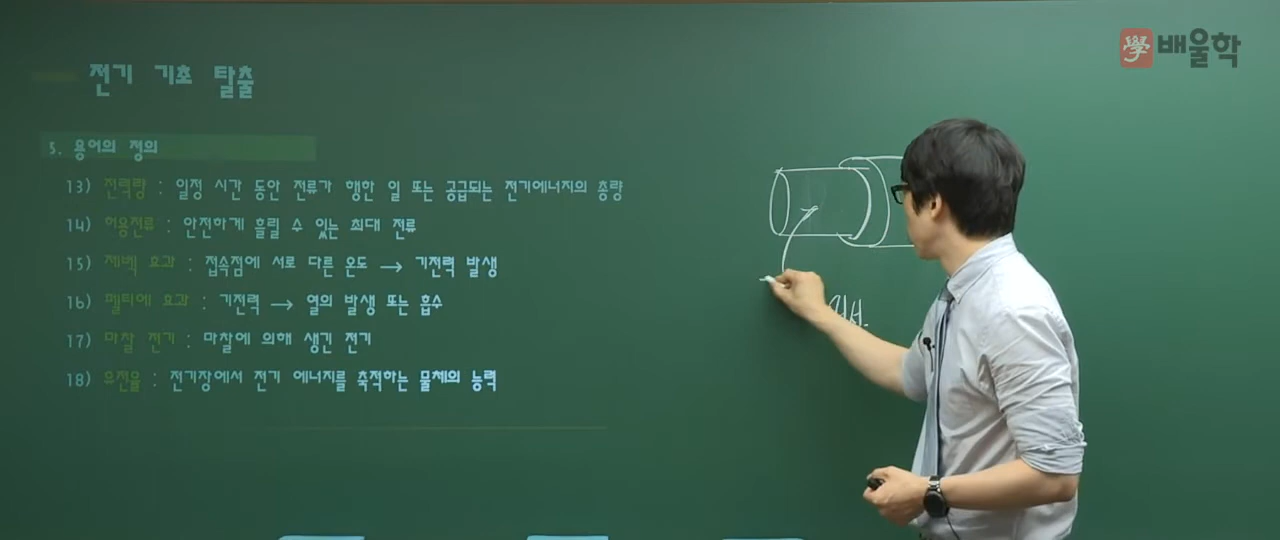 學 배울학
전기 기초 탈출
5. 용어의 정의
13) 전력량 : 일정 시간 동안 전류가 행한 일 또는 공급되는 전기에너지의 총량
14) 허용전류 : 안전하게 흘릴 수 있는 최대 전류
15) 제벡 효과 : 접속점에 서로 다른 온도 → 기전력 발생
16) 펠티에 효과 : 기전력 → 열의 발생 또는 흡수
17) 마찰 전기 : 마찰에 의해 생긴 전기
18) 유전율 : 전기장에서 전기 에너지를 축적하는 물체의 능력